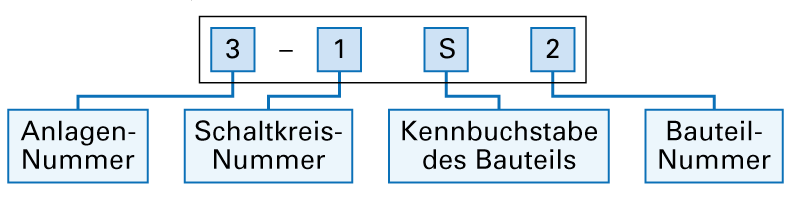 3 – 1 S 2
Anlagen-
Nummer
Schaltkreis-
Nummer
Kennbuchstabe
des Bauteils
Bauteil-
Nummer